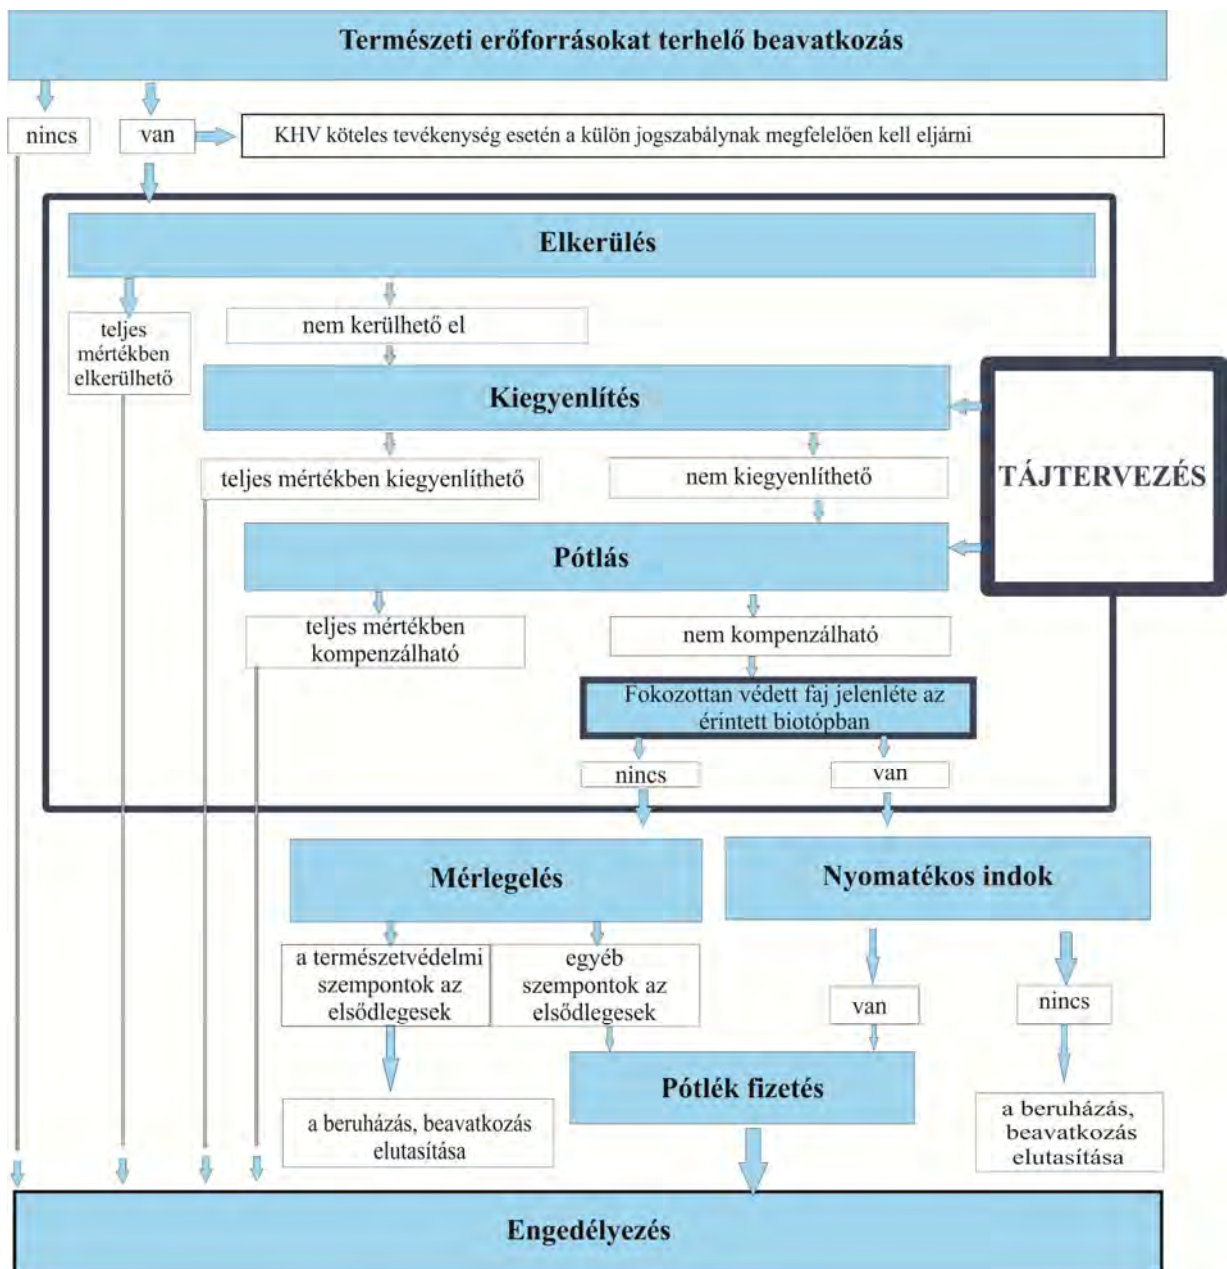 Természeti erőforrásokat terhelő beavatkozás
nincs
van
KHV köteles tevékenység esetén a külön jogszabálynak megfelelően kell eljárni
Elkerülés
teljes
mértékben
elkerülhető
nem kerülhető el
Kiegyenlítés
teljes mértékben kiegyenlíthető
nem kiegyenlíthető
TÁJTERVEZÉS
Pótlás
teljes mértékben
kompenzálható
nem kompenzálható
Fokozottan védett faj jelenléte az
érintett biotópban
nincs
van
Mérlegelés
Nyomatékos indok
a természetvédelmi
szempontok az
elsődlegesek
egyéb
szempontok az
elsődlegesek
van
nincs
Pótlék fizetés
a beruházás, beavatkozás
elutasítása
a beruházás,
beavatkozás
elutasítása
Engedélyezés